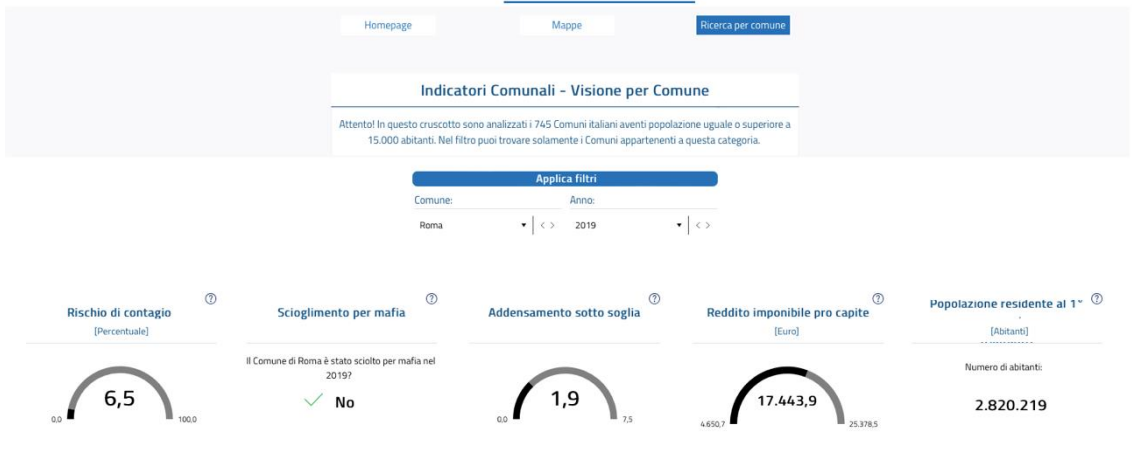 Homepage
Mappe
Ricerca per comune
Indicatori Comunali - Visione per Comune
Attento! In questo cruscotto sono analizzati i 745 Comuni italiani aventi popolazione uguale o superiore a
15.000 abitanti. Nel filtro puoi trovare solamente i Comuni appartenenti a questa categoria.
Applica filtri
Comune:
Anno:
Roma
2019
Rischio di contagio
[Percentuale]
6,5
0,0
100,0
Scioglimento per mafia
Il Comune di Roma è stato sciolto per mafia nel
2019?
No
Addensamento sotto soglia
1,9
0,0
7,5
Reddito imponibile pro capite
[Euro]
17.443,9
4.650,7
25.378,5
Popolazione residente al 1°
[Abitanti]
Numero di abitanti:
2.820.219